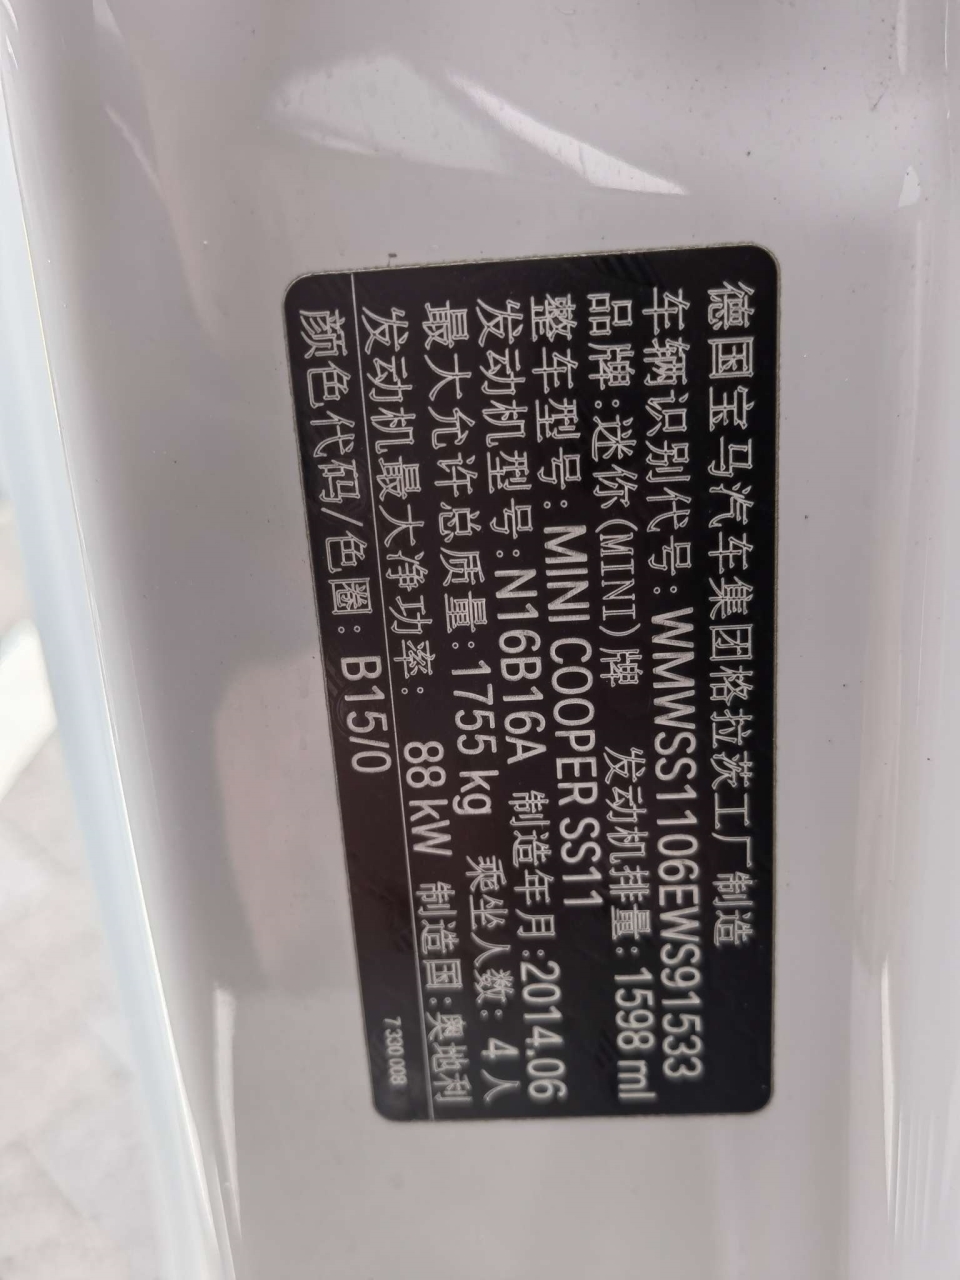 德国宝马汽车集团格拉茨工厂制造
车辆识别代号：WMWSS1106EWS91533
品牌：迷你(MINI)牌 发动机排量：1598 ml
整车型号：MINI COOPER SS11
发动机型号：N16B16A 制造年月：2014.06
最大允许总质量：1755 kg 乘坐人数：4人
发动机最大净功率：88 kW 制造国：奥地利
颜色代码/色圈：B15/0
7 330 008